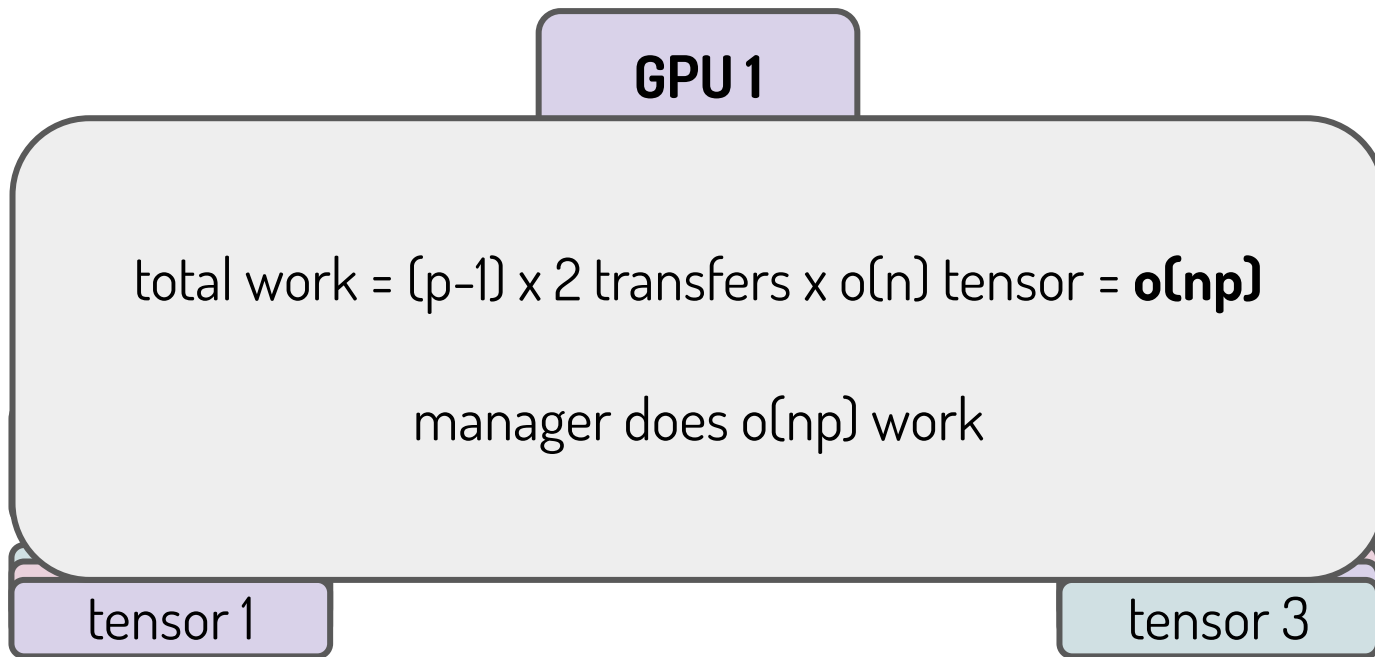 GPU 1
total work = (p-1) x 2 transfers x o(n) tensor = o(np)
manager does o(np) work
tensor 1
tensor 3